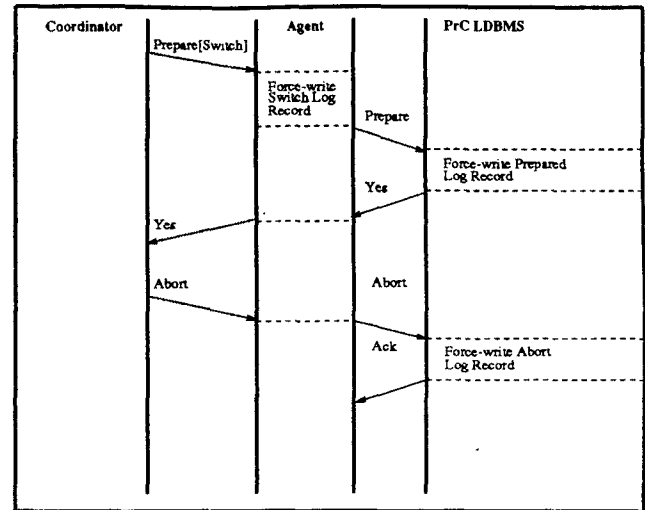 Coordinator
Agent
PrC LDBMS
Prepare[Switch]
Force-write
Switch Log
Record
Prepare
Force-write Prepared
Log Record
Yes
Yes
Abort
Abort
Ack
Force-write Abort
Log Record